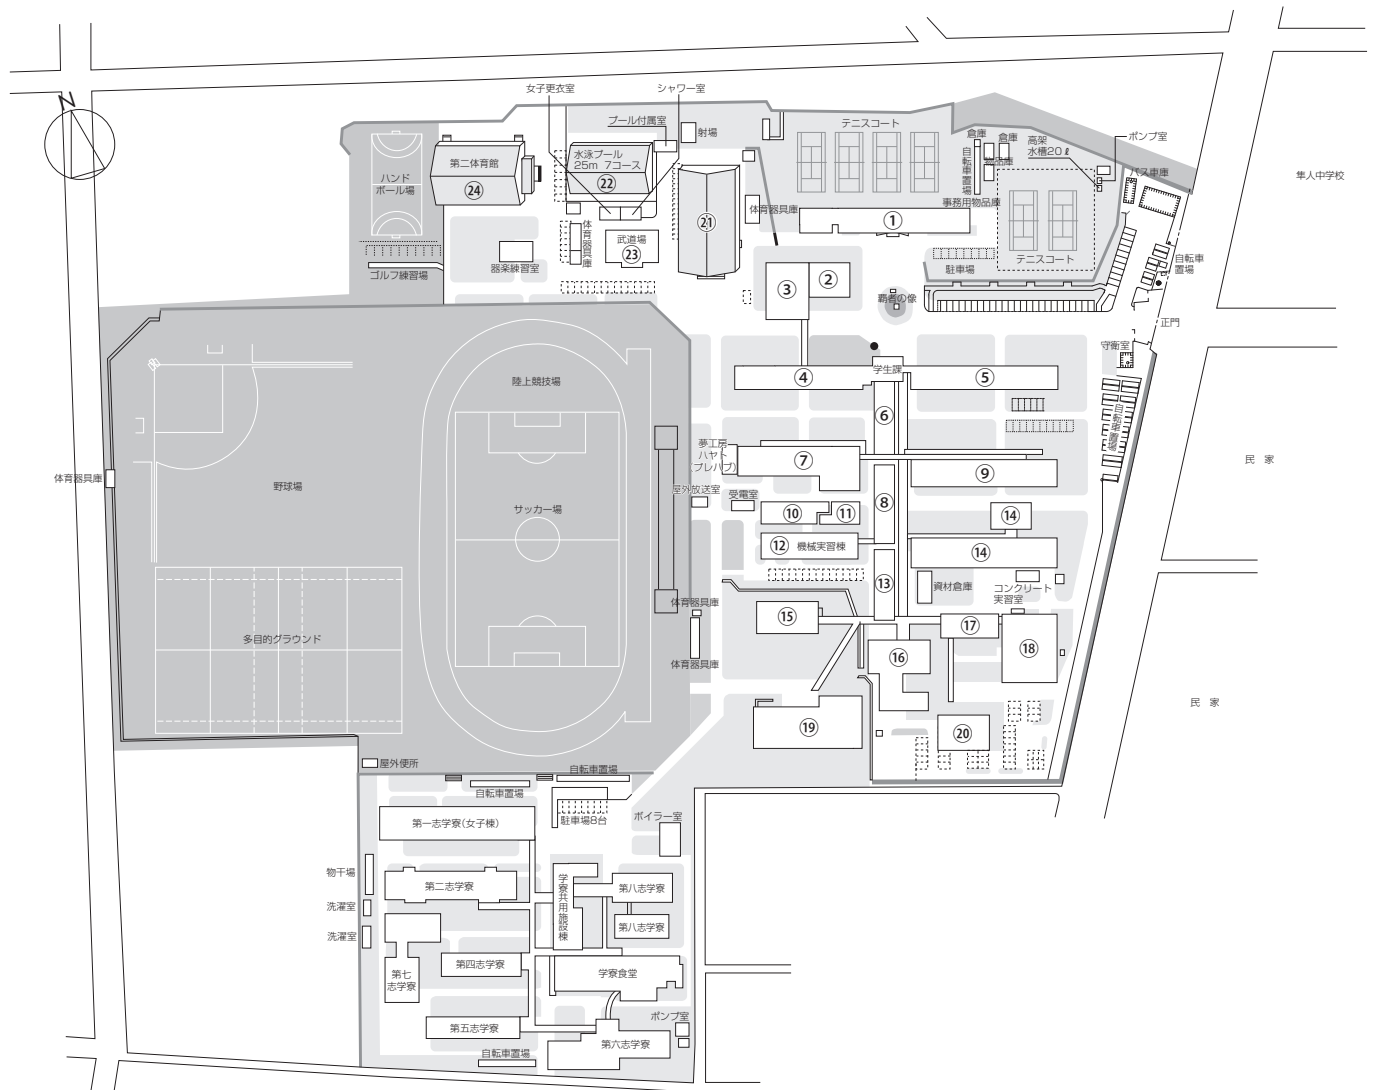 N
女子更衣室
シャワー室
プール付属室
射場
テニスコート
倉庫
倉庫
高架
水槽20ℓ
ポンプ室
自転車置場
物品庫
バス車庫
隼人中学校
第二体育館
㉔
ハンド
ボール場
水泳プール
25m 7コース
㉒
㉑
体育器具庫
事務用物品庫
①
体育器具庫
武道場
㉓
器楽練習室
ゴルフ練習場
テニスコート
駐車場
自転車
置場
③
②
覇者の像
正門
守衛室
陸上競技場
学生課
④
⑤
⑥
自転車置場
夢工房
ハヤト
(プレハブ)
⑦
⑨
民 家
体育器具庫
野球場
屋外放送室
受電室
サッカー場
⑧
⑩
⑪
⑭
⑫ 機械実習棟
⑭
⑬
資材倉庫
コンクリート
実習室
体育器具庫
⑮
⑰
多目的グラウンド
⑱
⑯
体育器具庫
民 家
⑲
⑳
屋外便所
自転車置場
自転車置場
第一志学寮(女子棟)
駐車場8台
ボイラー室
物干場
第二志学寮
学寮共用施設棟
第八志学寮
洗濯室
第八志学寮
洗濯室
第四志学寮
第七
志学寮
学寮食堂
ポンプ室
第五志学寮
第六志学寮
自転車置場